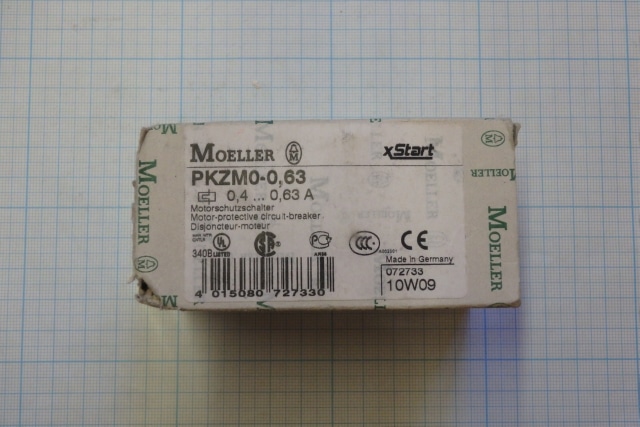 MOELLER
xStart
PKZM0-0,63
0,4 ... 0,63 A
Motorschutzschalter
Motor-protective circuit-breaker
Disjoncteur-moteur
340B LISTED
CE
Made in Germany
072733
10W09
4 015080 727330
MOELLER
MOELLER